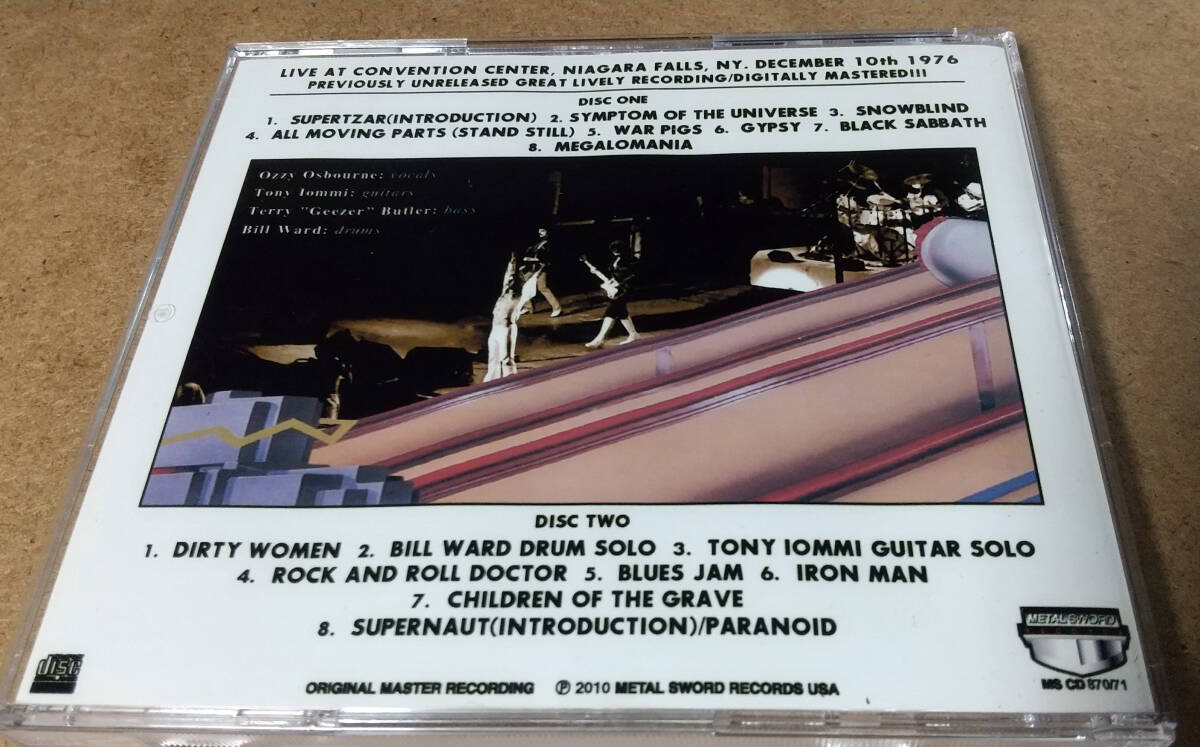 LIVE AT CONVENTION CENTER, NIAGARA FALLS, NY. DECEMBER 10th 1976
PREVIOUSLY UNRELEASED GREAT LIVELY RECORDING/DIGITALLY MASTERED!!!
DISC ONE
1. SUPERTZAR(INTRODUCTION) 2. SYMPTOM OF THE UNIVERSE 3. SNOWBLIND
4. ALL MOVING PARTS (STAND STILL) 5. WAR PIGS 6. GYPSY 7. BLACK SABBATH
8. MEGALOMANIA
Ozzy Osbourne: vocals
Tony Iommi: guitars
Terry "Geezer" Butler: bass
Bill Ward: drums
DISC TWO
1. DIRTY WOMEN 2. BILL WARD DRUM SOLO 3. TONY IOMMI GUITAR SOLO
4. ROCK AND ROLL DOCTOR 5. BLUES JAM 6. IRON MAN
7. CHILDREN OF THE GRAVE
8. SUPERNAUT(INTRODUCTION)/PARANOID
METAL SWORD
RECORDS
disc
ORIGINAL MASTER RECORDING ℗ 2010 METAL SWORD RECORDS USA
MS CD 870/71